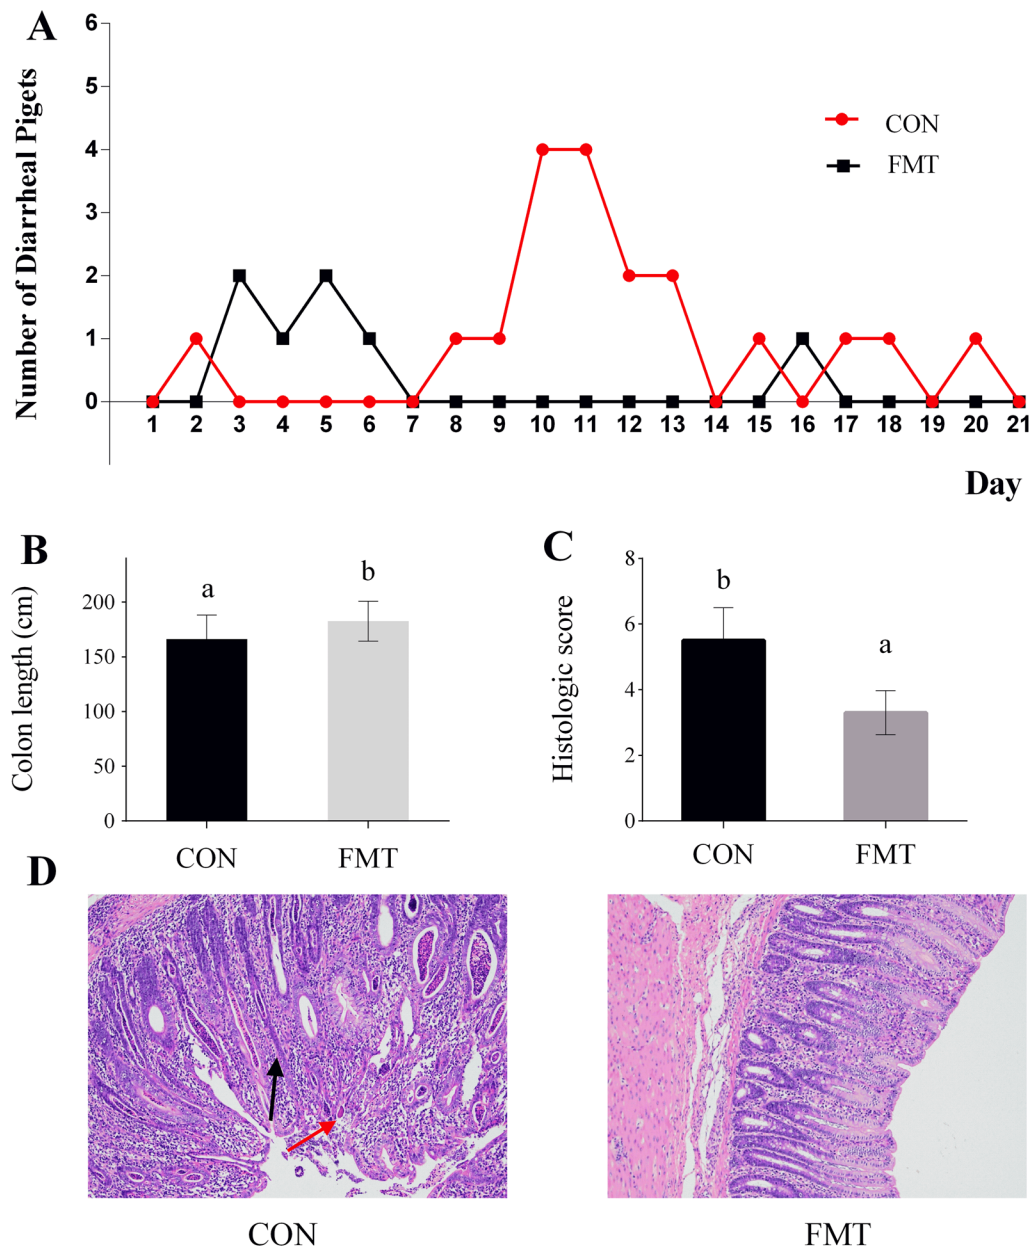 A
Number of Diarrheal Pigets
6
5
4
3
2
1
0
CON
FMT
1 2 3 4 5 6 7 8 9 10 11 12 13 14 15 16 17 18 19 20 21
Day
B
Colon length (cm)
200
150
100
50
0
a
b
CON
FMT
C
Histologic score
8
6
4
2
0
b
a
CON
FMT
D
CON
FMT